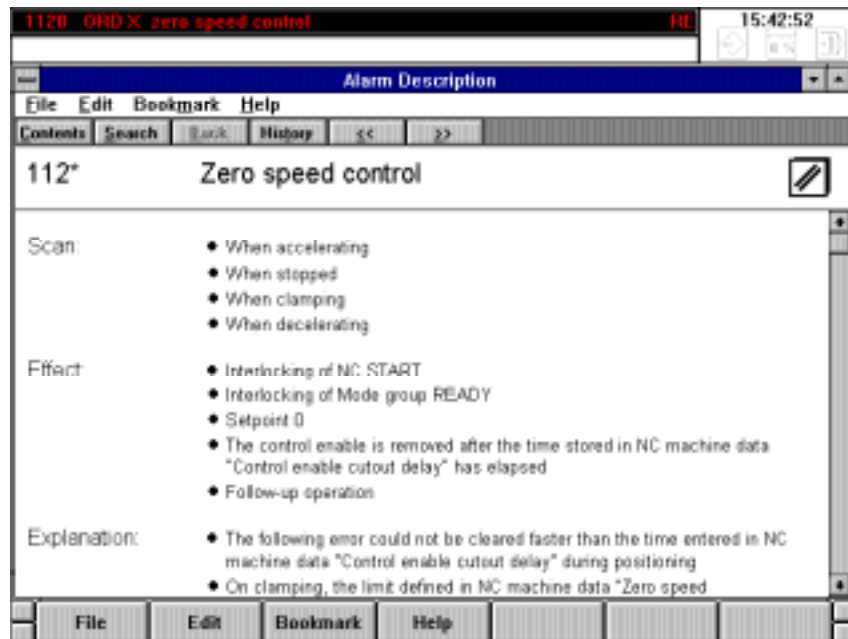 1120 ORD X zero speed control RE 15:42:52
Alarm Description
File Edit Bookmark Help
Contents Search Back History << >>
112* Zero speed control
Scan:
When accelerating
When stopped
When clamping
When decelerating
Effect:
Interlocking of NC START
Interlocking of Mode group READY
Setpoint 0
The control enable is removed after the time stored in NC machine data
"Control enable cutout delay" has elapsed
Follow-up operation
Explanation:
The following error could not be cleared faster than the time entered in NC
machine data "Control enable cutout delay" during positioning
On clamping, the limit defined in NC machine data "Zero speed
File Edit Bookmark Help